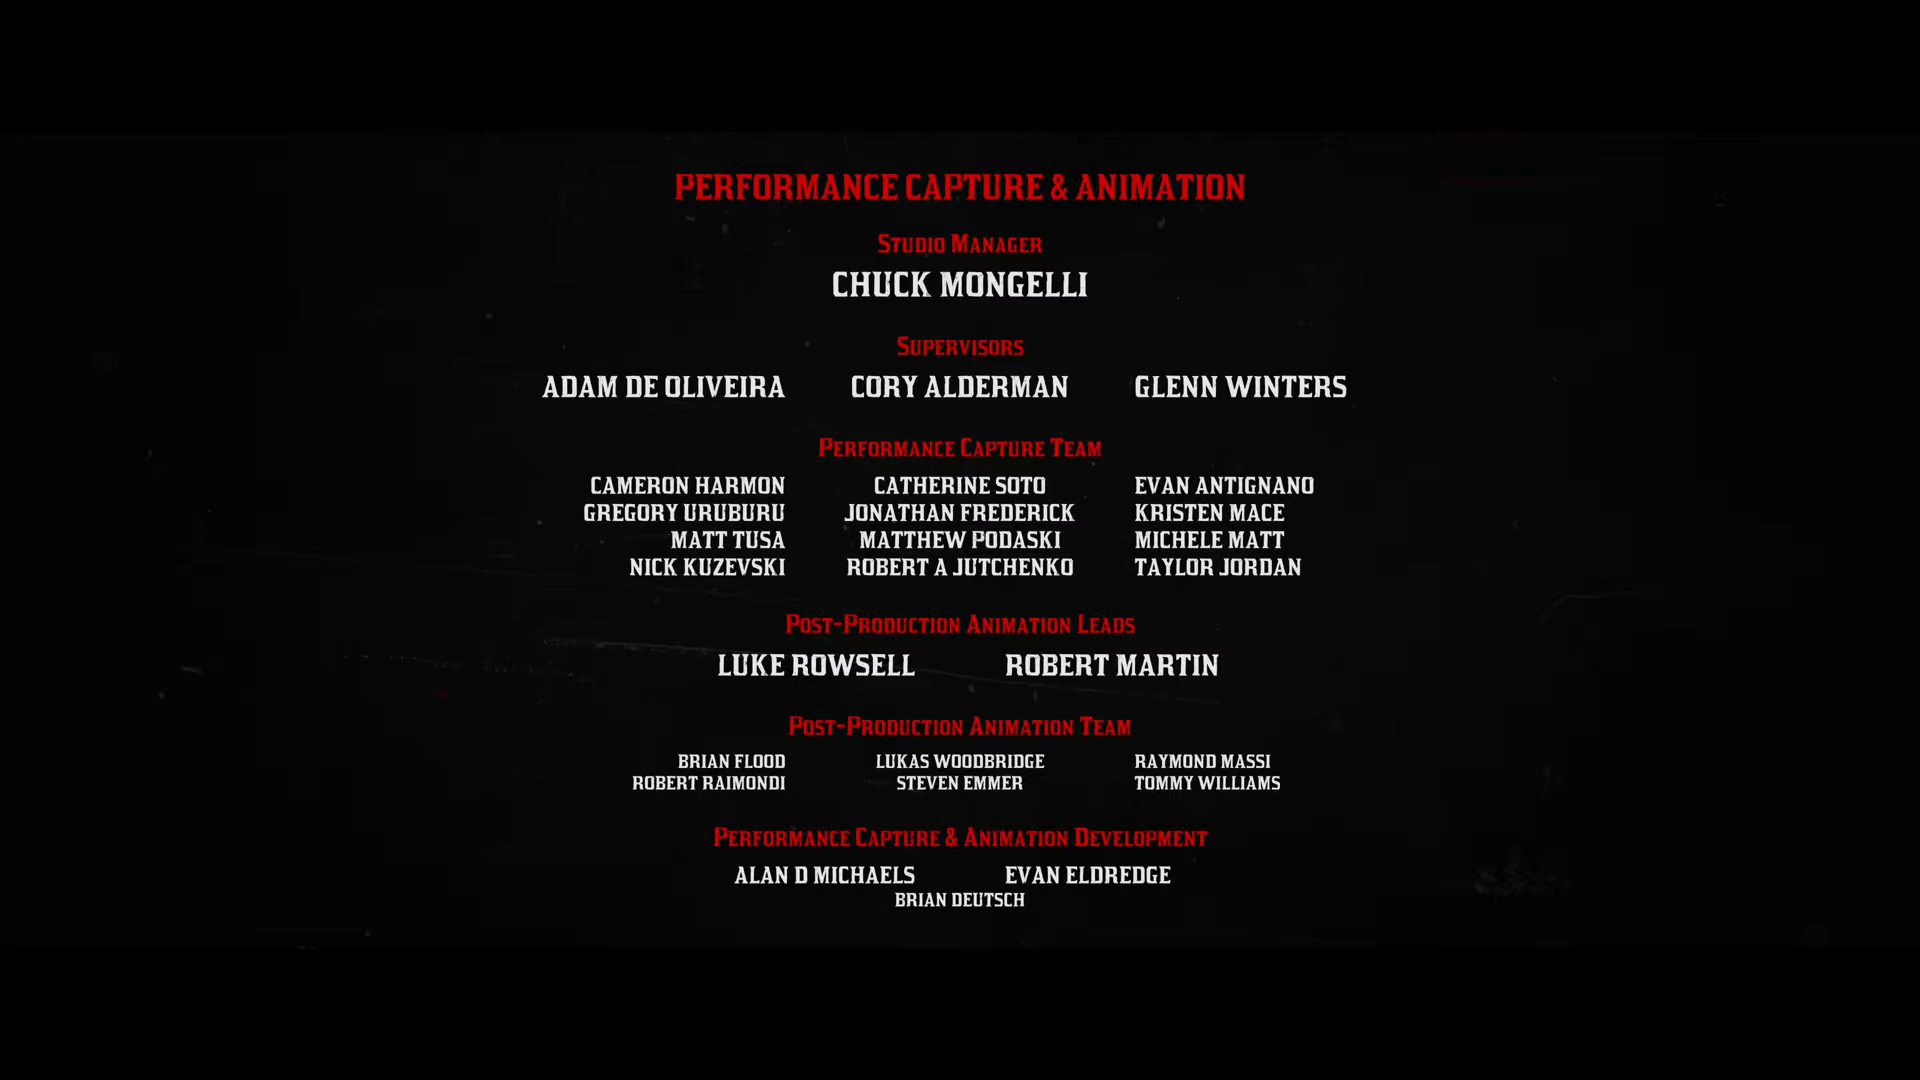 PERFORMANCE CAPTURE & ANIMATION
STUDIO MANAGER
CHUCK MONGELLI
SUPERVISORS
ADAM DE OLIVEIRA CORY ALDERMAN GLENN WINTERS
PERFORMANCE CAPTURE TEAM
CAMERON HARMON CATHERINE SOTO EVAN ANTIGNANO
GREGORY URUBURU JONATHAN FREDERICK KRISTEN MACE
MATT TUSA MATTHEW PODASKI MICHELE MATT
NICK KUZEVSKI ROBERT A JUTCHENKO TAYLOR JORDAN
POST-PRODUCTION ANIMATION LEADS
LUKE ROWSELL ROBERT MARTIN
POST-PRODUCTION ANIMATION TEAM
BRIAN FLOOD LUKAS WOODBRIDGE RAYMOND MASSI
ROBERT RAIMONDI STEVEN EMMER TOMMY WILLIAMS
PERFORMANCE CAPTURE & ANIMATION DEVELOPMENT
ALAN D MICHAELS EVAN ELDREDGE
BRIAN DEUTSCH